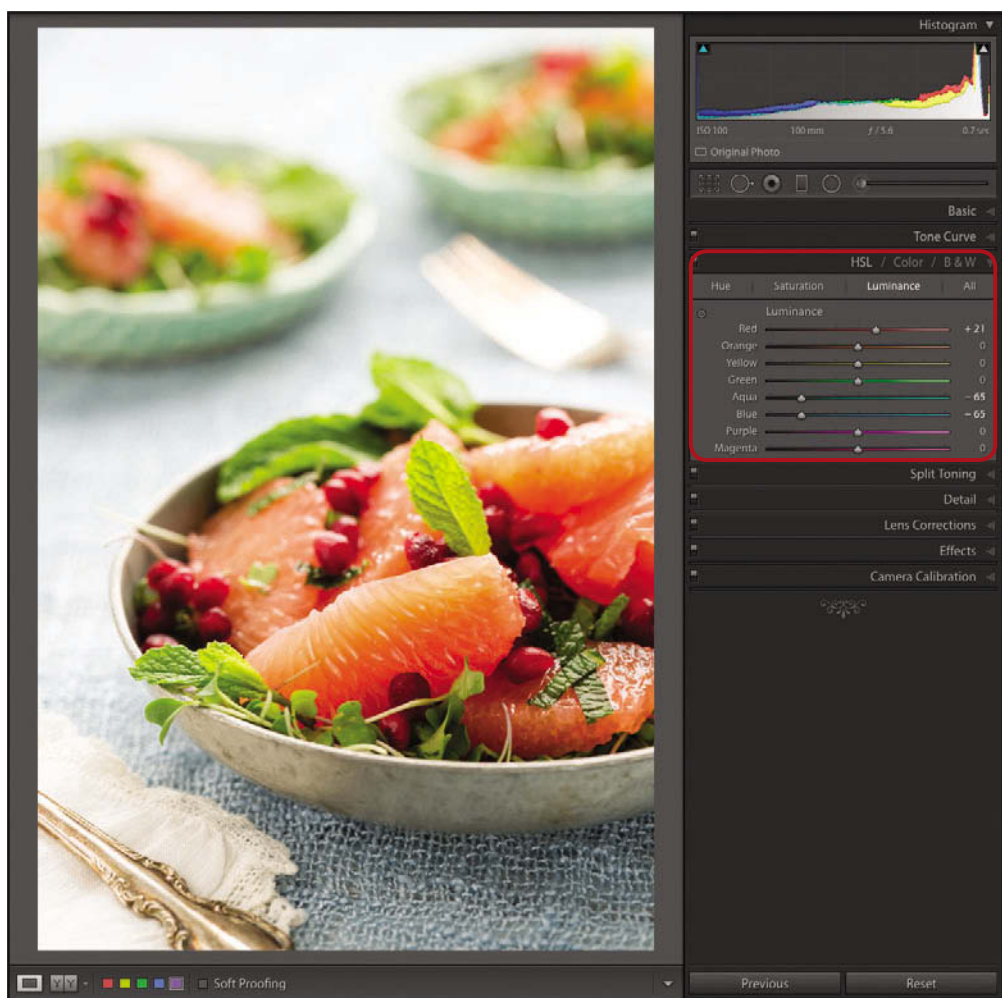 Histogram
ISO 100 100 mm ƒ / 5.6 0.7 sec
Original Photo
Basic
Tone Curve
HSL / Color / B & W
Hue Saturation Luminance All
Luminance
Red + 21
Orange 0
Yellow 0
Green 0
Aqua - 65
Blue - 65
Purple 0
Magenta 0
Split Toning
Detail
Lens Corrections
Effects
Camera Calibration
Y Y Soft Proofing
Previous Reset